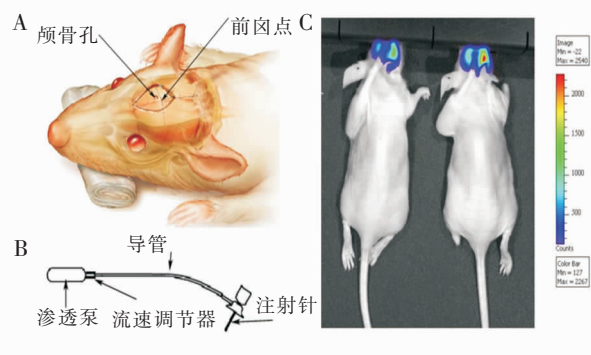 A
颅骨孔
前囟点
B
导管
渗透泵
流速调节器
注射针
C
Image
Min = -22
Max = 2540
2000
1500
1000
500
Counts
Color Bar
Min = 127
Max = 2267